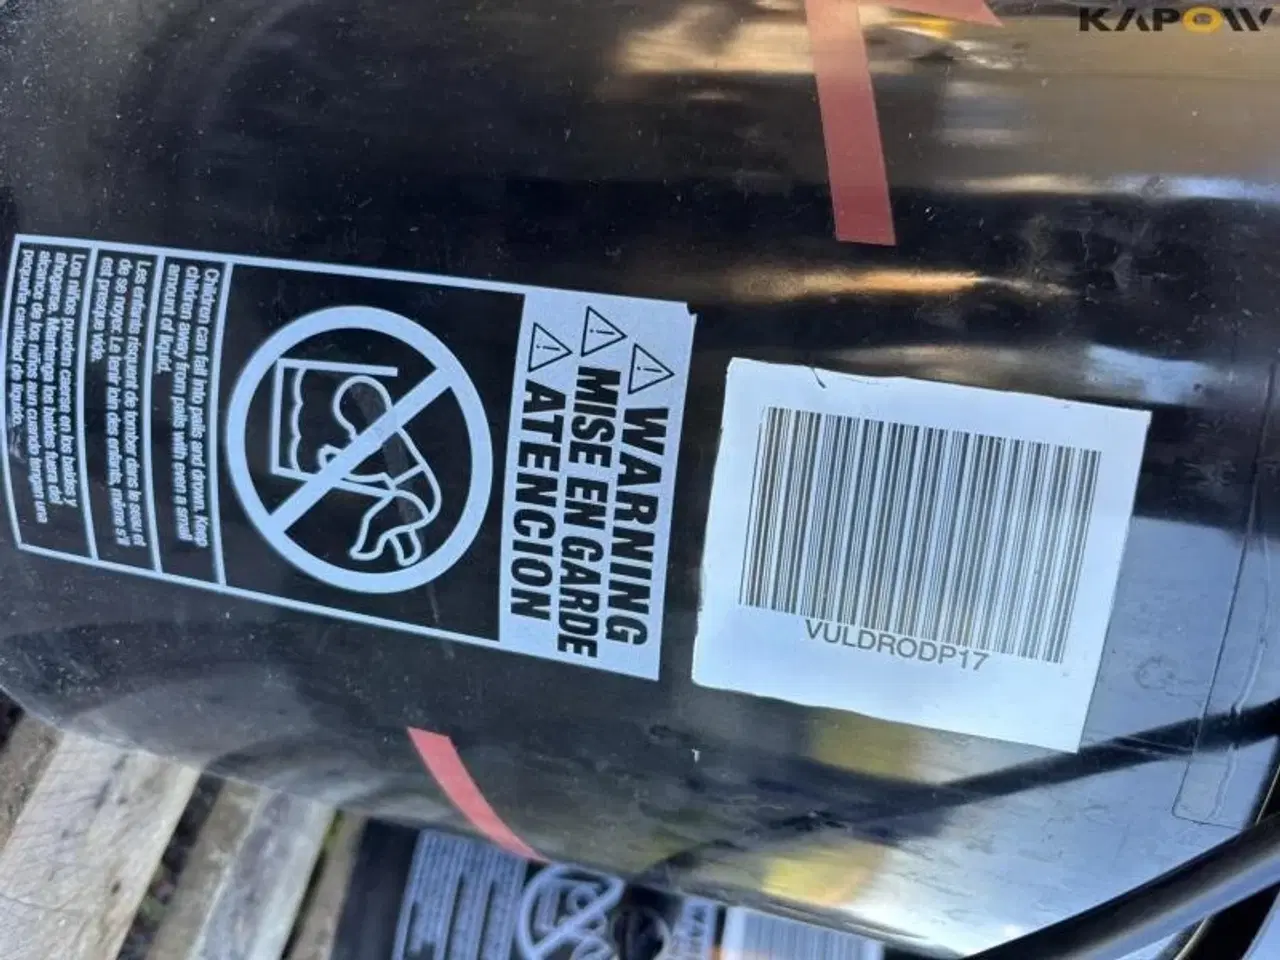 KAPOW
WARNING
MISE EN GARDE
ATENCION
Children can fall into pails and drown. Keep
children away from pails with even a small
amount of liquid.
Les enfants risquent de tomber dans le seau et
de se noyer. Le tenir loin des enfants, même s'il
est presque vide.
Los niños pueden caerse en los baldes y
ahogarse. Mantenga los baldes fuera del
alcance de los niños aun cuando tengan una
pequeña cantidad de líquido.
VULDRODP17